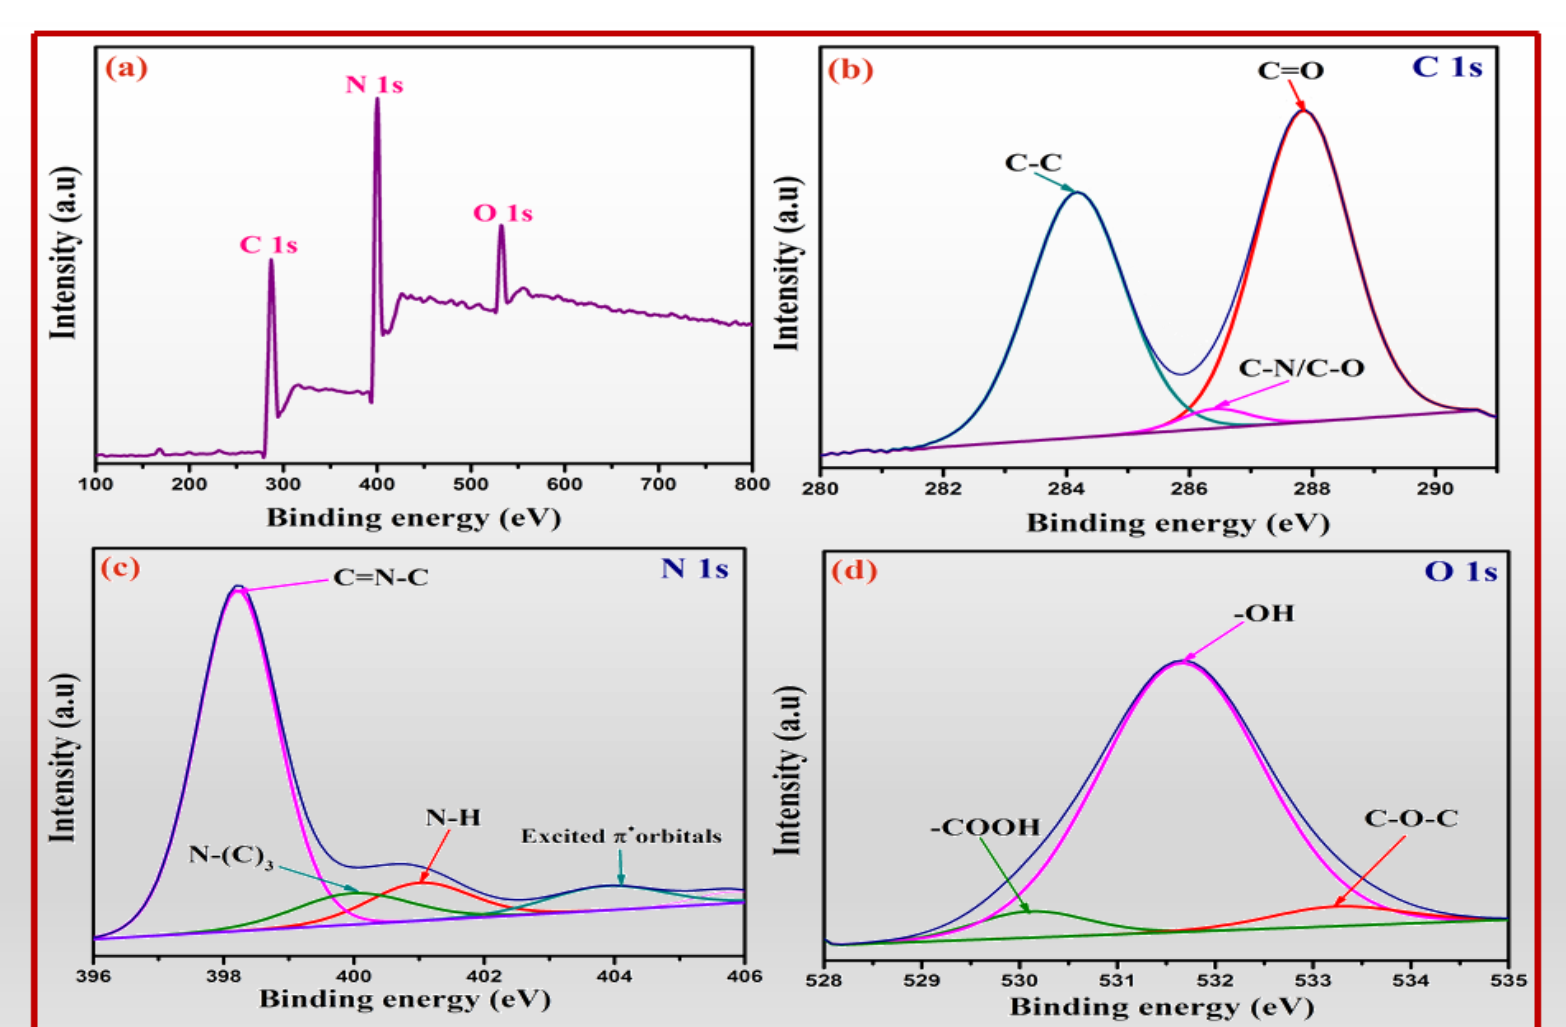 (a)
N 1s
O 1s
C 1s
Intensity (a.u)
100 200 300 400 500 600 700 800
Binding energy (eV)
(b)
C 1s
C=O
C-C
C-N/C-O
Intensity (a.u)
280 282 284 286 288 290
Binding energy (eV)
(c)
N 1s
C=N-C
N-H
N-(C)₃
Excited π* orbitals
Intensity (a.u)
396 398 400 402 404 406
Binding energy (eV)
(d)
O 1s
-OH
-COOH
C-O-C
Intensity (a.u)
528 529 530 531 532 533 534 535
Binding energy (eV)